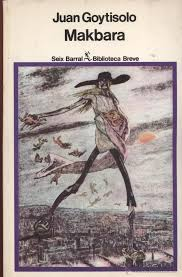 Juan Goytisolo
Makbara
Seix Barral Biblioteca Breve